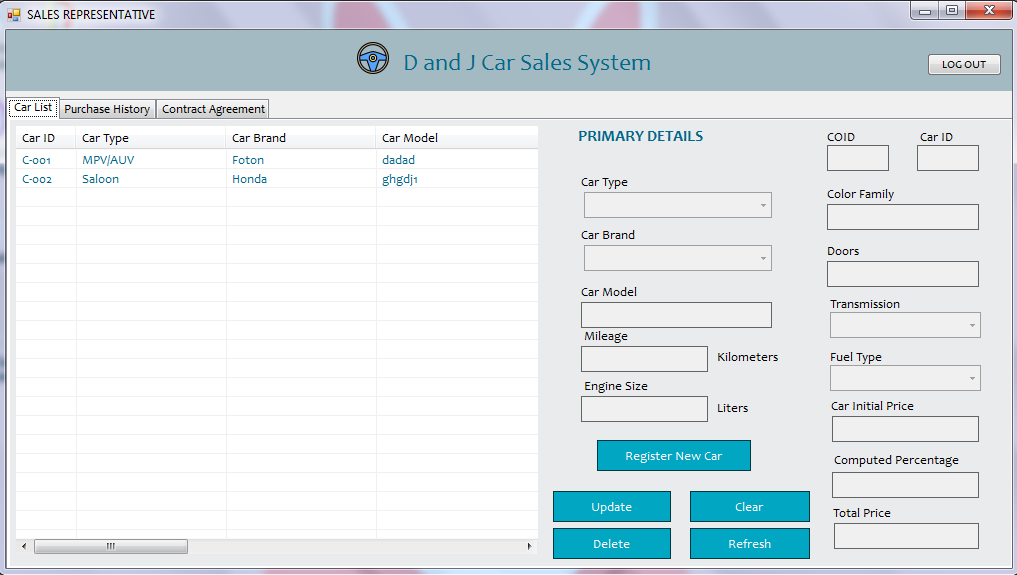 SALES REPRESENTATIVE
D and J Car Sales System
LOG OUT
Car List Purchase History Contract Agreement
Car ID Car Type Car Brand Car Model
C-001 MPV/AUV Foton dadad
C-002 Saloon Honda ghgdj1
PRIMARY DETAILS
Car Type
Car Brand
Car Model
Mileage
Kilometers
Engine Size
Liters
Register New Car
Update Clear
Delete Refresh
COID Car ID
Color Family
Doors
Transmission
Fuel Type
Car Initial Price
Computed Percentage
Total Price